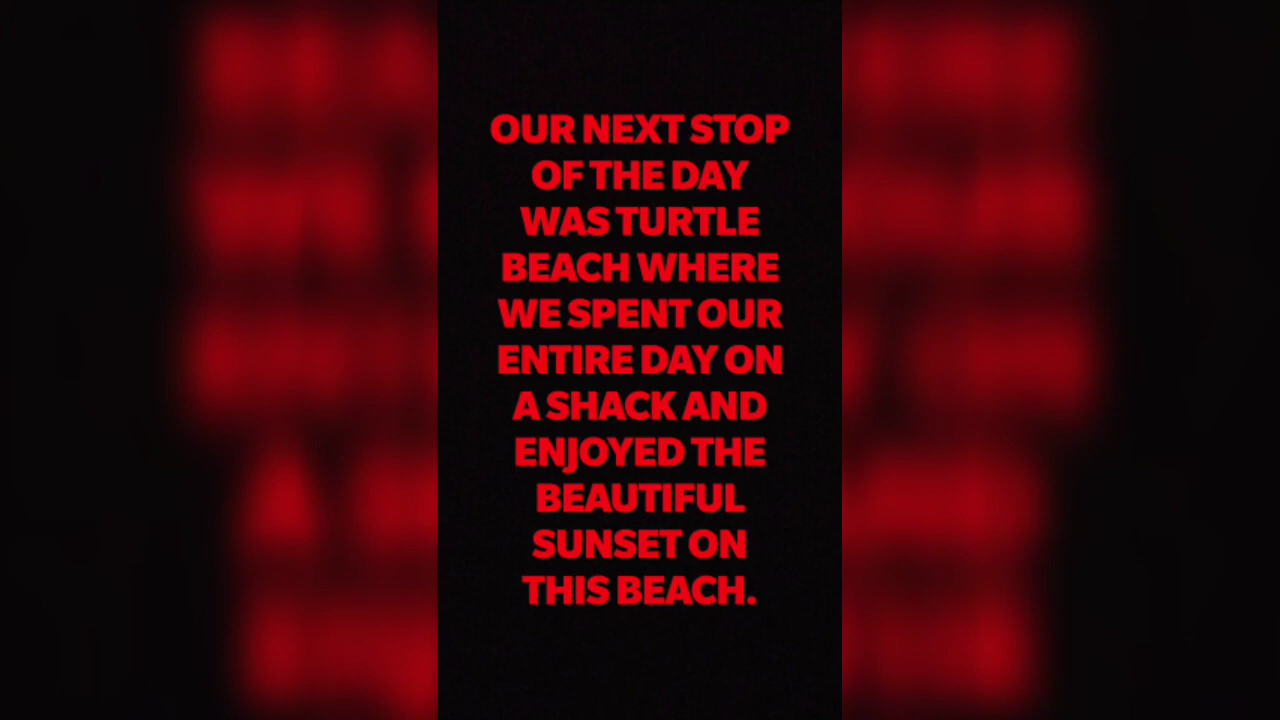 OUR NEXT STOP
OF THE DAY
WAS TURTLE
BEACH WHERE
WE SPENT OUR
ENTIRE DAY ON
A SHACK AND
ENJOYED THE
BEAUTIFUL
SUNSET ON
THIS BEACH.